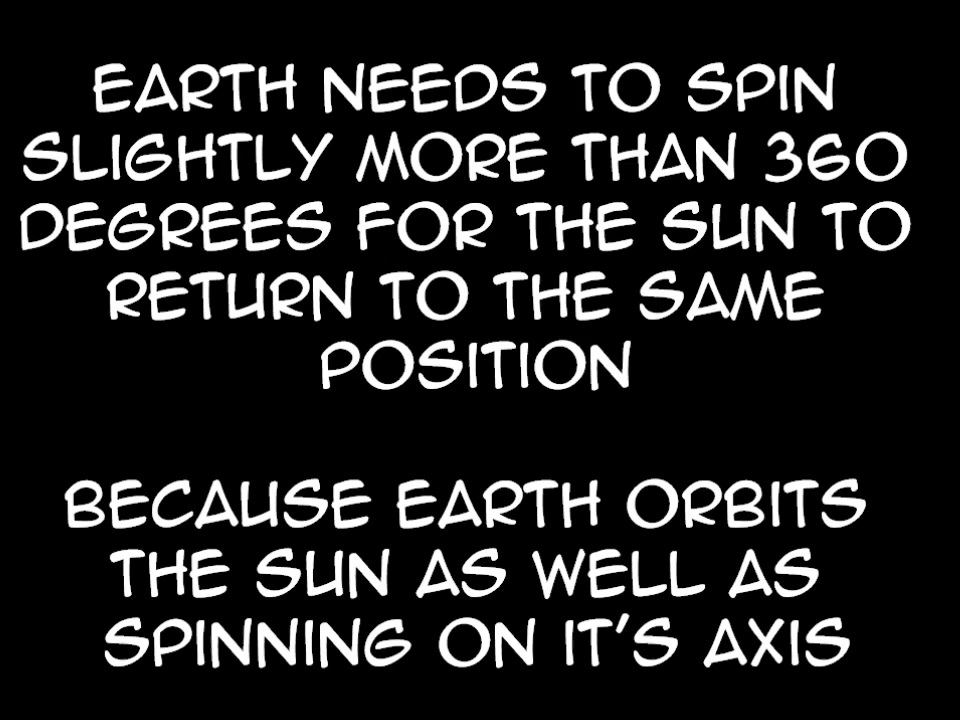 EARTH NEEDS TO SPIN
SLIGHTLY MORE THAN 360
DEGREES FOR THE SUN TO
RETURN TO THE SAME
POSITION
BECAUSE EARTH ORBITS
THE SUN AS WELL AS
SPINNING ON IT'S AXIS